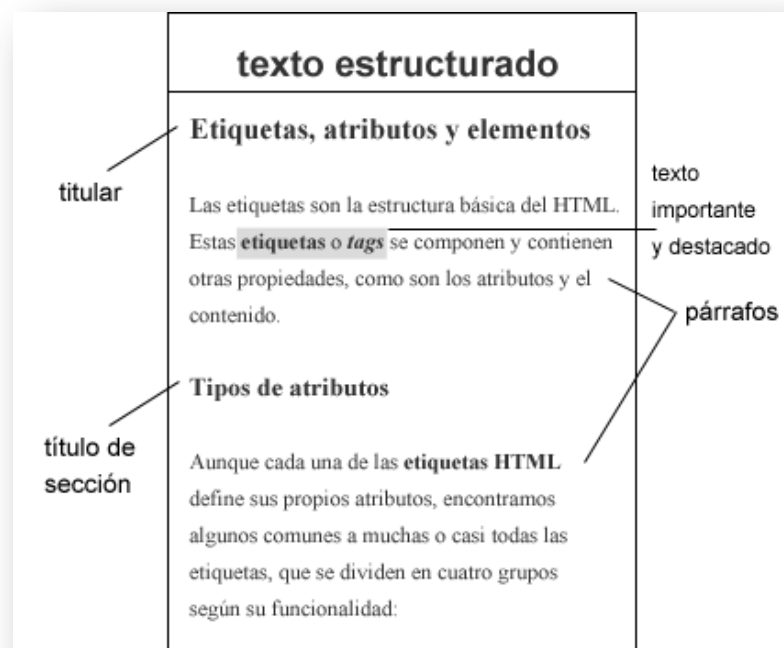 texto estructurado
Etiquetas, atributos y elementos
titular
Las etiquetas son la estructura básica del HTML.
Estas etiquetas o tags se componen y contienen
otras propiedades, como son los atributos y el
contenido.
texto
importante
y destacado
párrafos
Tipos de atributos
título de
sección
Aunque cada una de las etiquetas HTML
define sus propios atributos, encontramos
algunos comunes a muchas o casi todas las
etiquetas, que se dividen en cuatro grupos
según su funcionalidad: